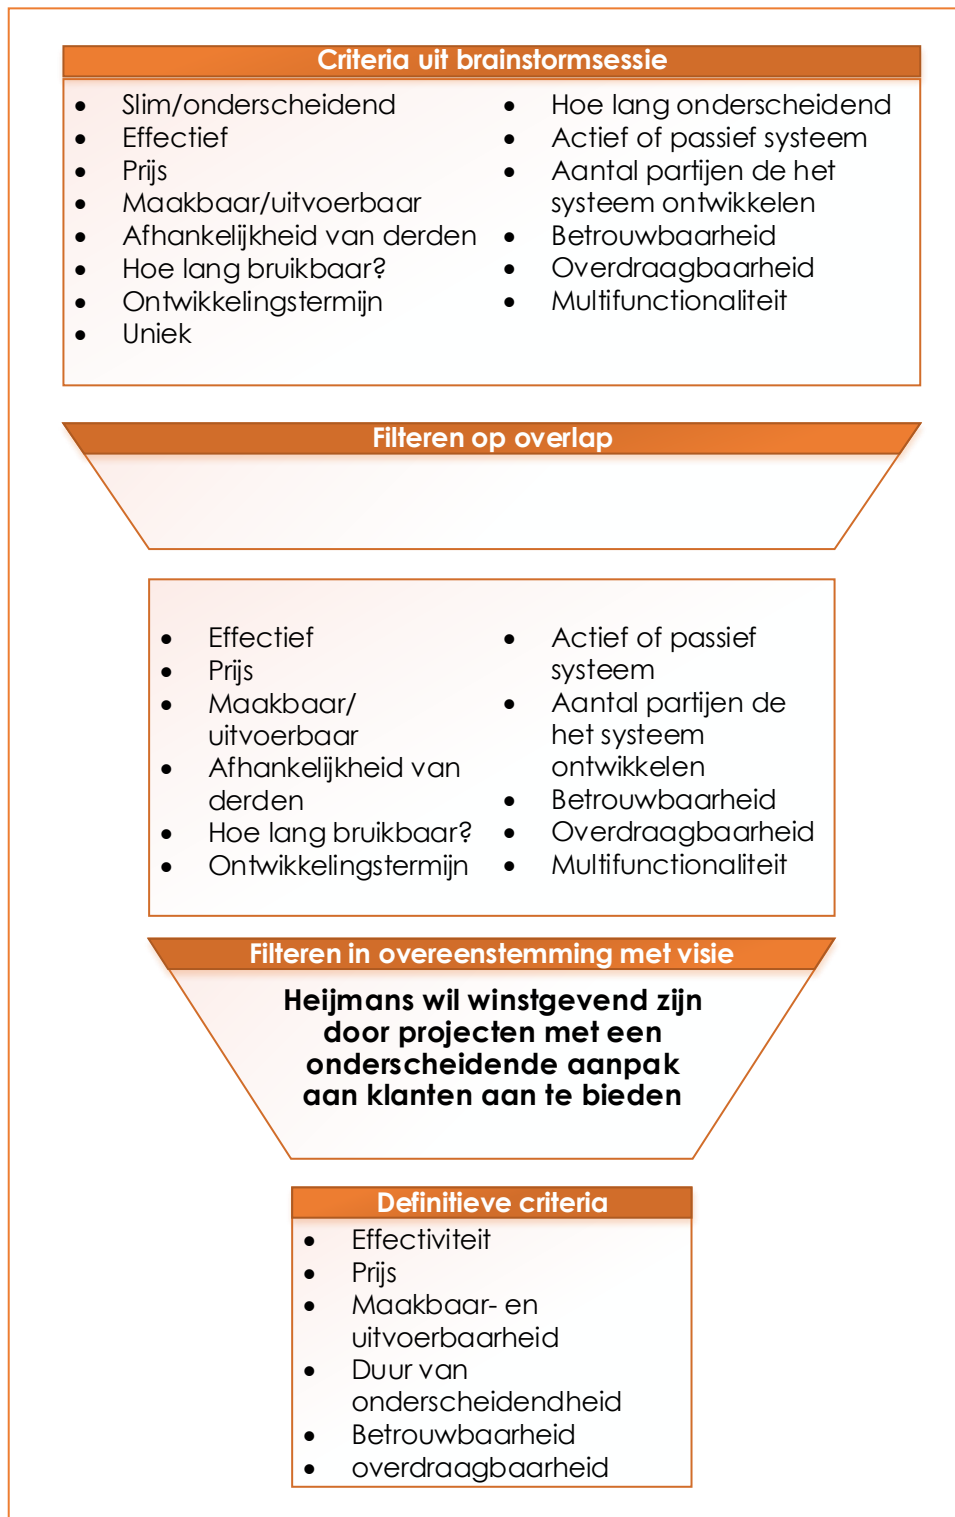 Criteria uit brainstormsessie
• Slim/onderscheidend
• Effectief
• Prijs
• Maakbaar/uitvoerbaar
• Afhankelijkheid van derden
• Hoe lang bruikbaar?
• Ontwikkelingstermijn
• Uniek
• Hoe lang onderscheidend
• Actief of passief systeem
• Aantal partijen de het
systeem ontwikkelen
• Betrouwbaarheid
• Overdraagbaarheid
• Multifunctionaliteit
Filteren op overlap
• Effectief
• Prijs
• Maakbaar/
uitvoerbaar
• Afhankelijkheid van
derden
• Hoe lang bruikbaar?
• Ontwikkelingstermijn
• Actief of passief
systeem
• Aantal partijen de
het systeem
ontwikkelen
• Betrouwbaarheid
• Overdraagbaarheid
• Multifunctionaliteit
Filteren in overeenstemming met visie
Heijmans wil winstgevend zijn
door projecten met een
onderscheidende aanpak
aan klanten aan te bieden
Definitieve criteria
• Effectiviteit
• Prijs
• Maakbaar- en
uitvoerbaarheid
• Duur van
onderscheidendheid
• Betrouwbaarheid
• overdraagbaarheid